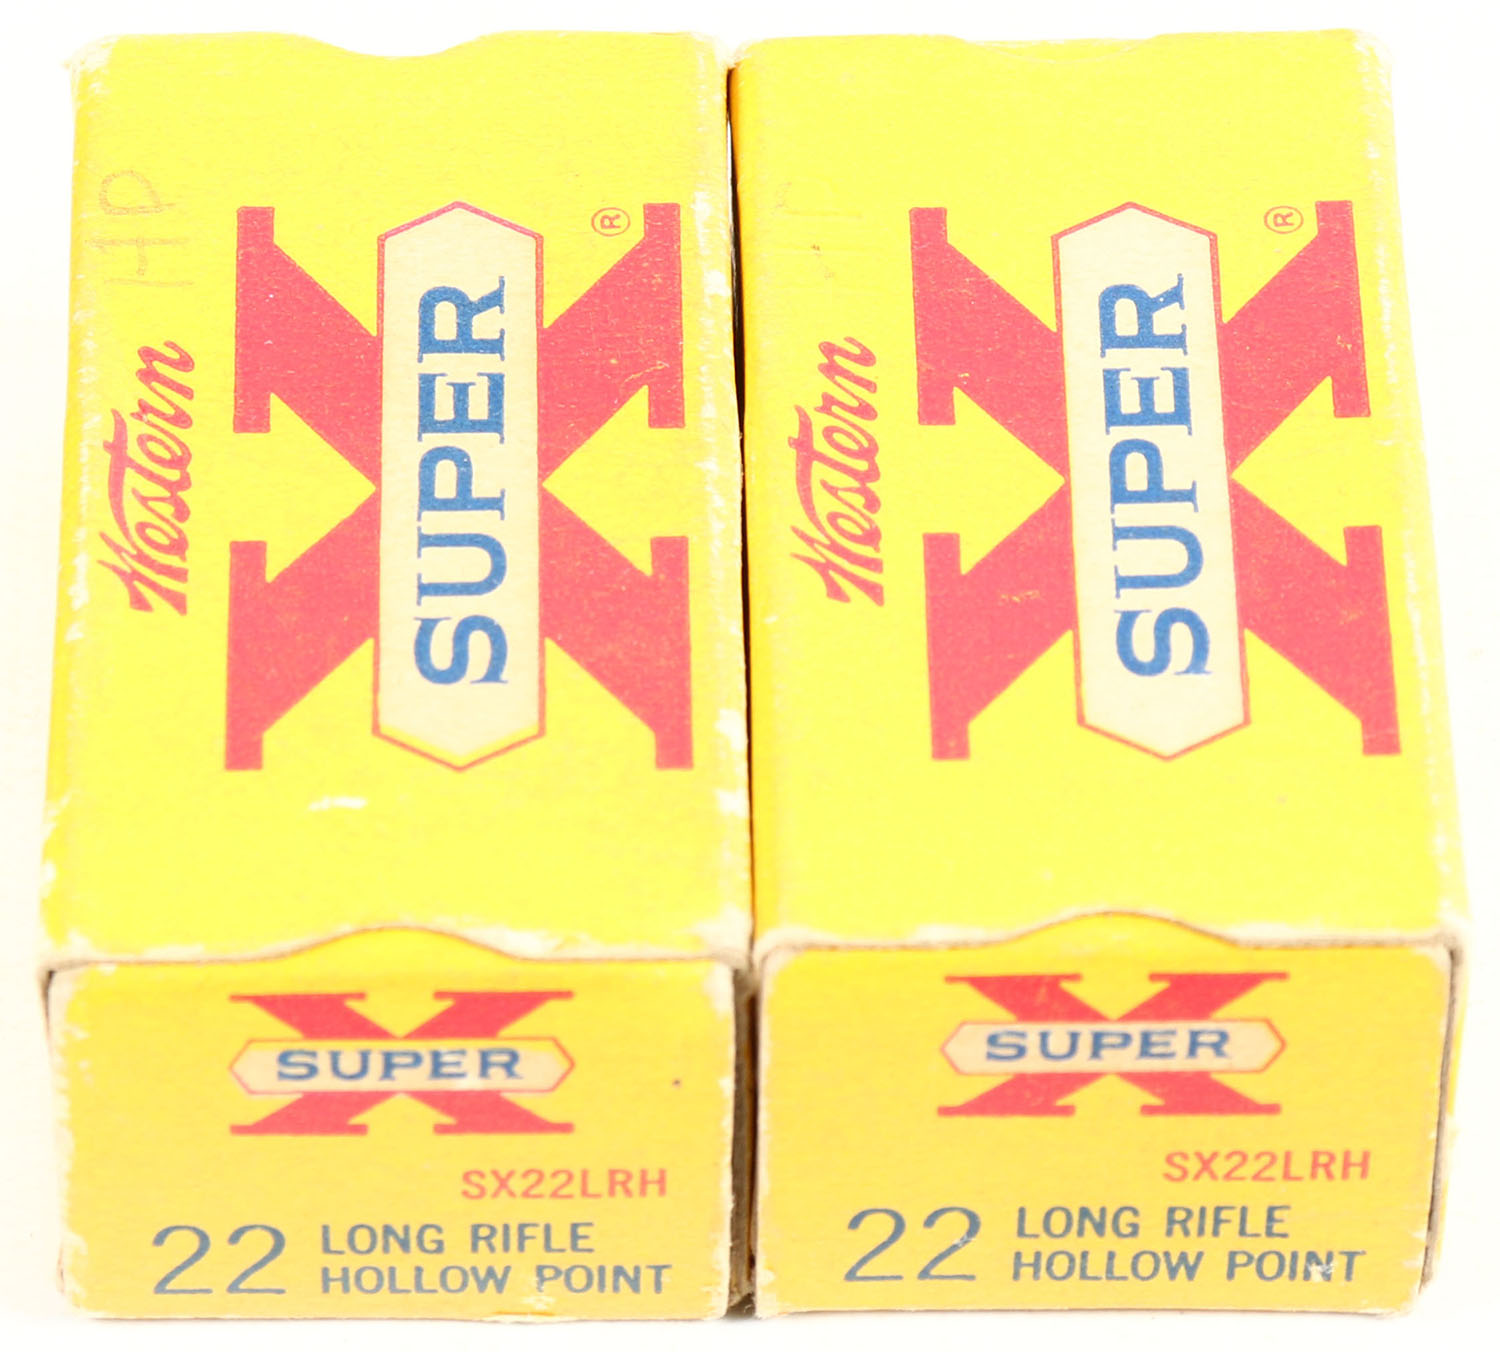 HP
Western
SUPER X ®
SUPER X
SX22LRH
22 LONG RIFLE
HOLLOW POINT
Western
SUPER X ®
SUPER X
SX22LRH
22 LONG RIFLE
HOLLOW POINT